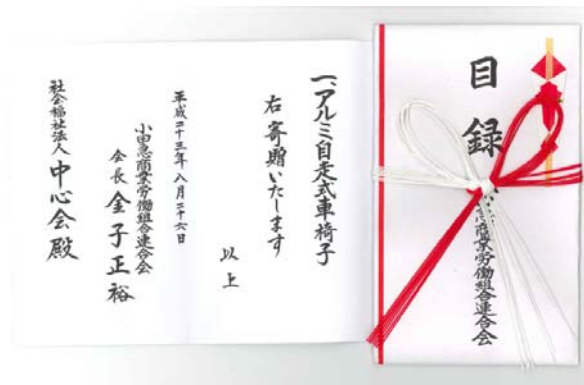 目録
急商業労働組合連合会
一、アルミ自走式車椅子
右寄贈いたします
以上
平成二十三年八月二十六日
小田急商業労働組合連合会
会長 金子正裕
社会福祉法人 中心会殿